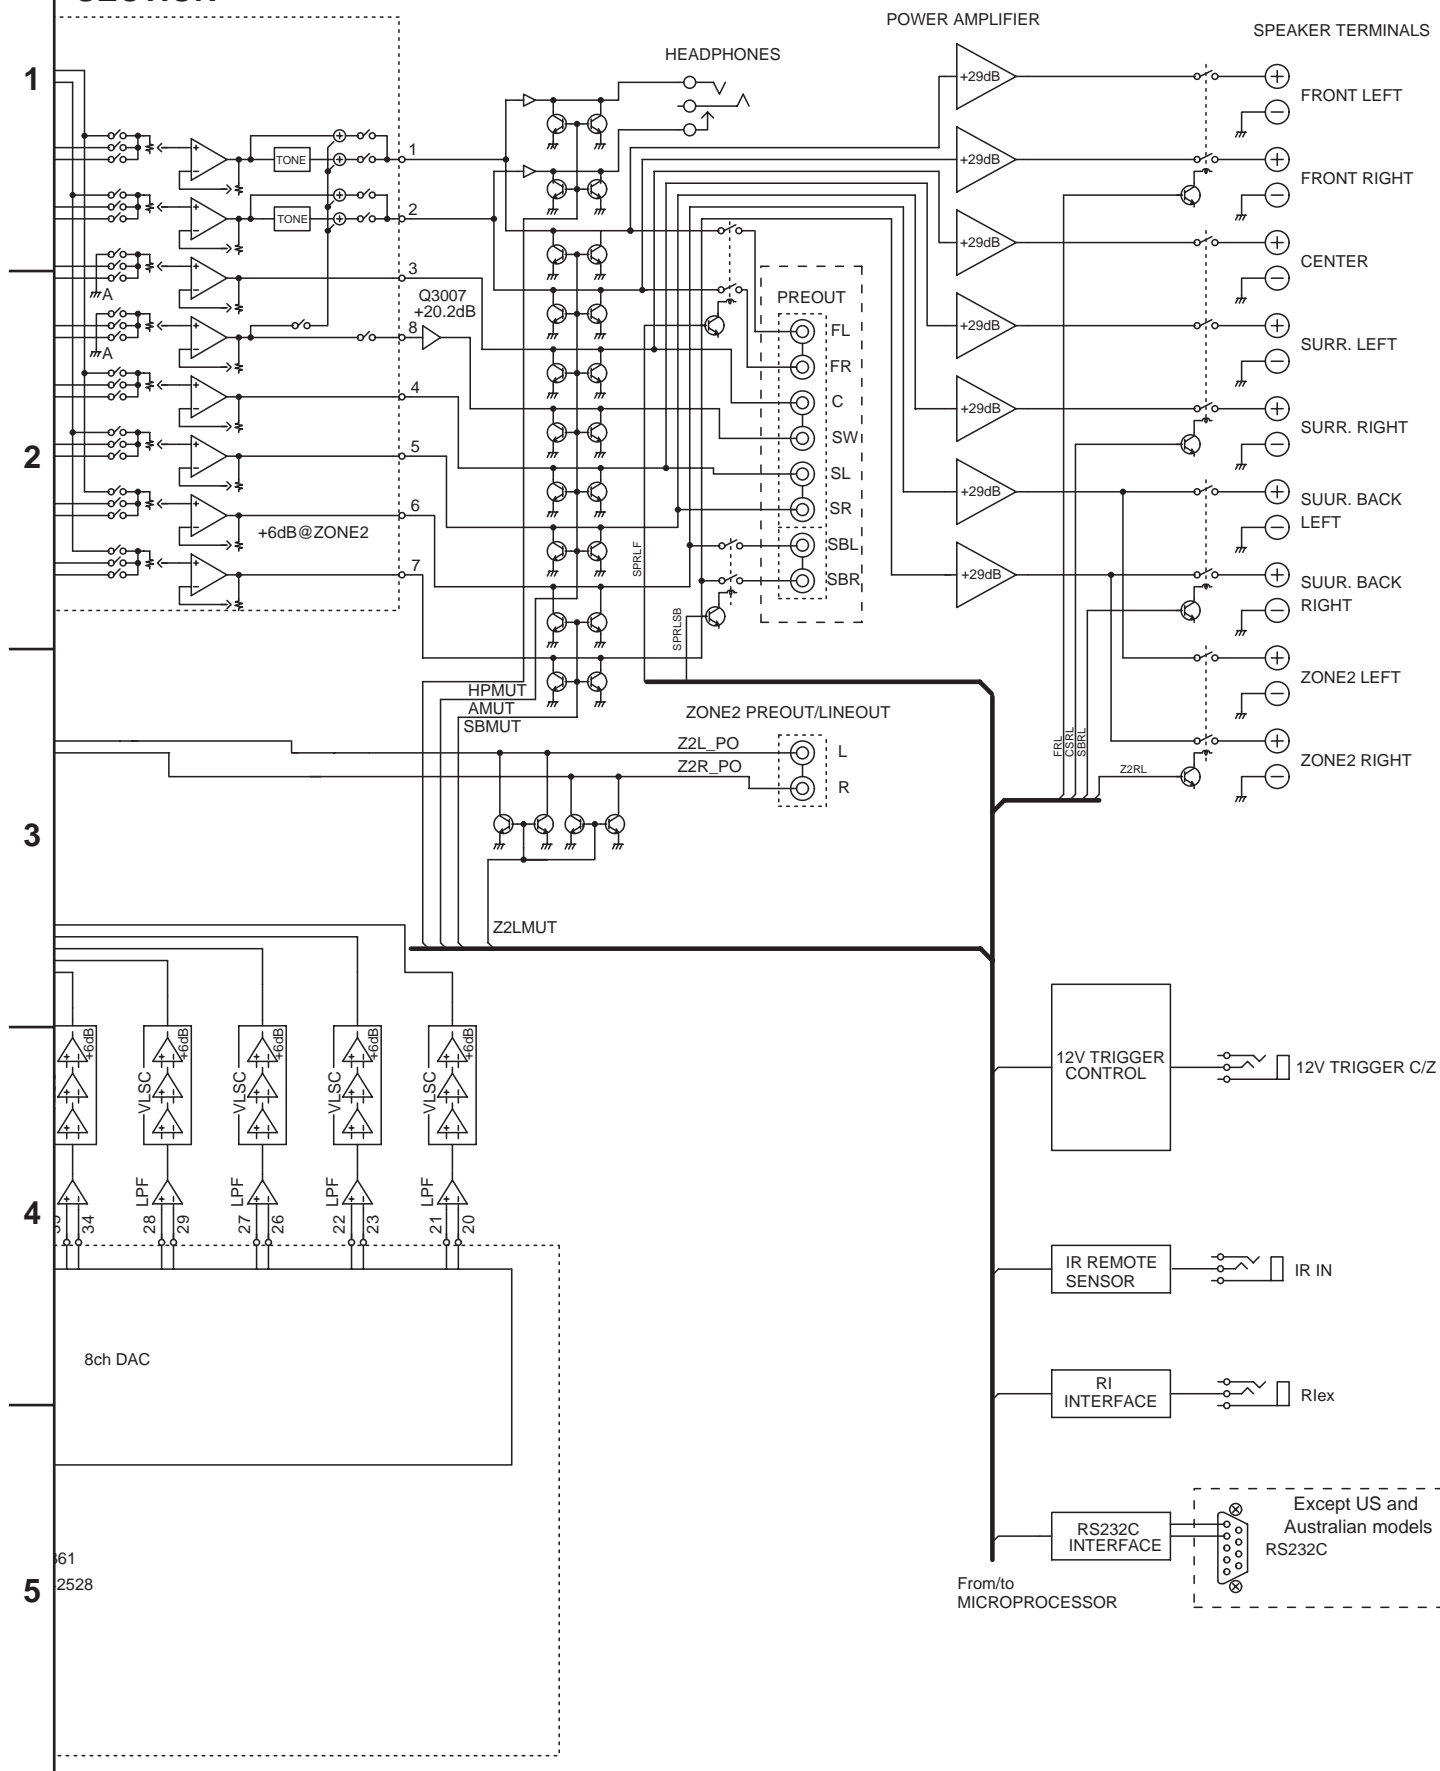 POWER AMPLIFIER
SPEAKER TERMINALS
HEADPHONES
1
+29dB
FRONT LEFT
TONE
1
+29dB
FRONT RIGHT
TONE
2
+29dB
CENTER
3
A
Q3007
+20.2dB
PREOUT
8
FL
+29dB
SURR. LEFT
A
FR
4
C
+29dB
SURR. RIGHT
SW
2
5
SL
+29dB
SUUR. BACK
LEFT
6
SR
+6dB@ZONE2
SPRLF
SBL
7
SBR
+29dB
SUUR. BACK
RIGHT
SPRLSB
ZONE2 LEFT
HPMUT
AMUT
SBMUT
ZONE2 PREOUT/LINEOUT
Z2L_PO
L
Z2R_PO
R
FRL
CSRL
SBRL
Z2RL
ZONE2 RIGHT
3
Z2LMUT
+6dB
VLSC
+6dB
VLSC
+6dB
VLSC
+6dB
VLSC
+6dB
12V TRIGGER
CONTROL
12V TRIGGER C/Z
4
34
LPF
28
29
LPF
27
26
LPF
22
23
LPF
21
20
IR REMOTE
SENSOR
IR IN
8ch DAC
RI
INTERFACE
RIex
Except US and
Australian models
RS232C
INTERFACE
RS232C
361
2528
5
From/to
MICROPROCESSOR